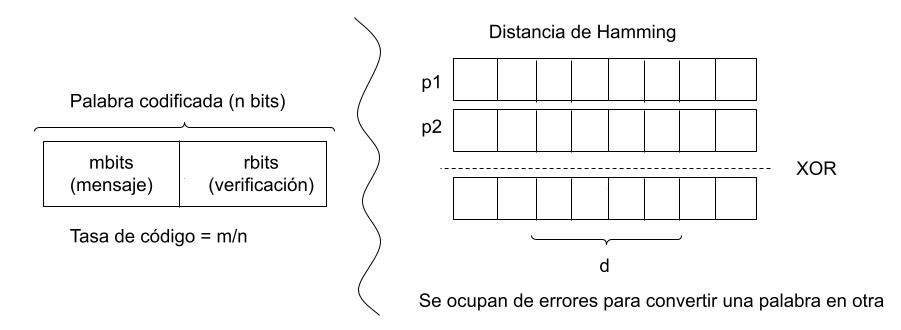 Palabra codificada (n bits)
mbits
(mensaje)
rbits
(verificación)
Tasa de código = m/n
Distancia de Hamming
p1
p2
XOR
d
Se ocupan de errores para convertir una palabra en otra